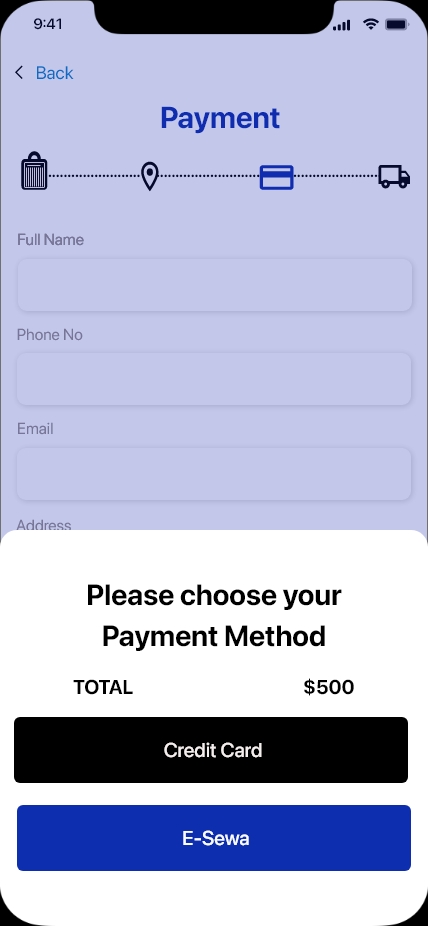 9:41
Back
Payment
Full Name
Phone No
Email
Address
Please choose your
Payment Method
TOTAL $500
Credit Card
E-Sewa